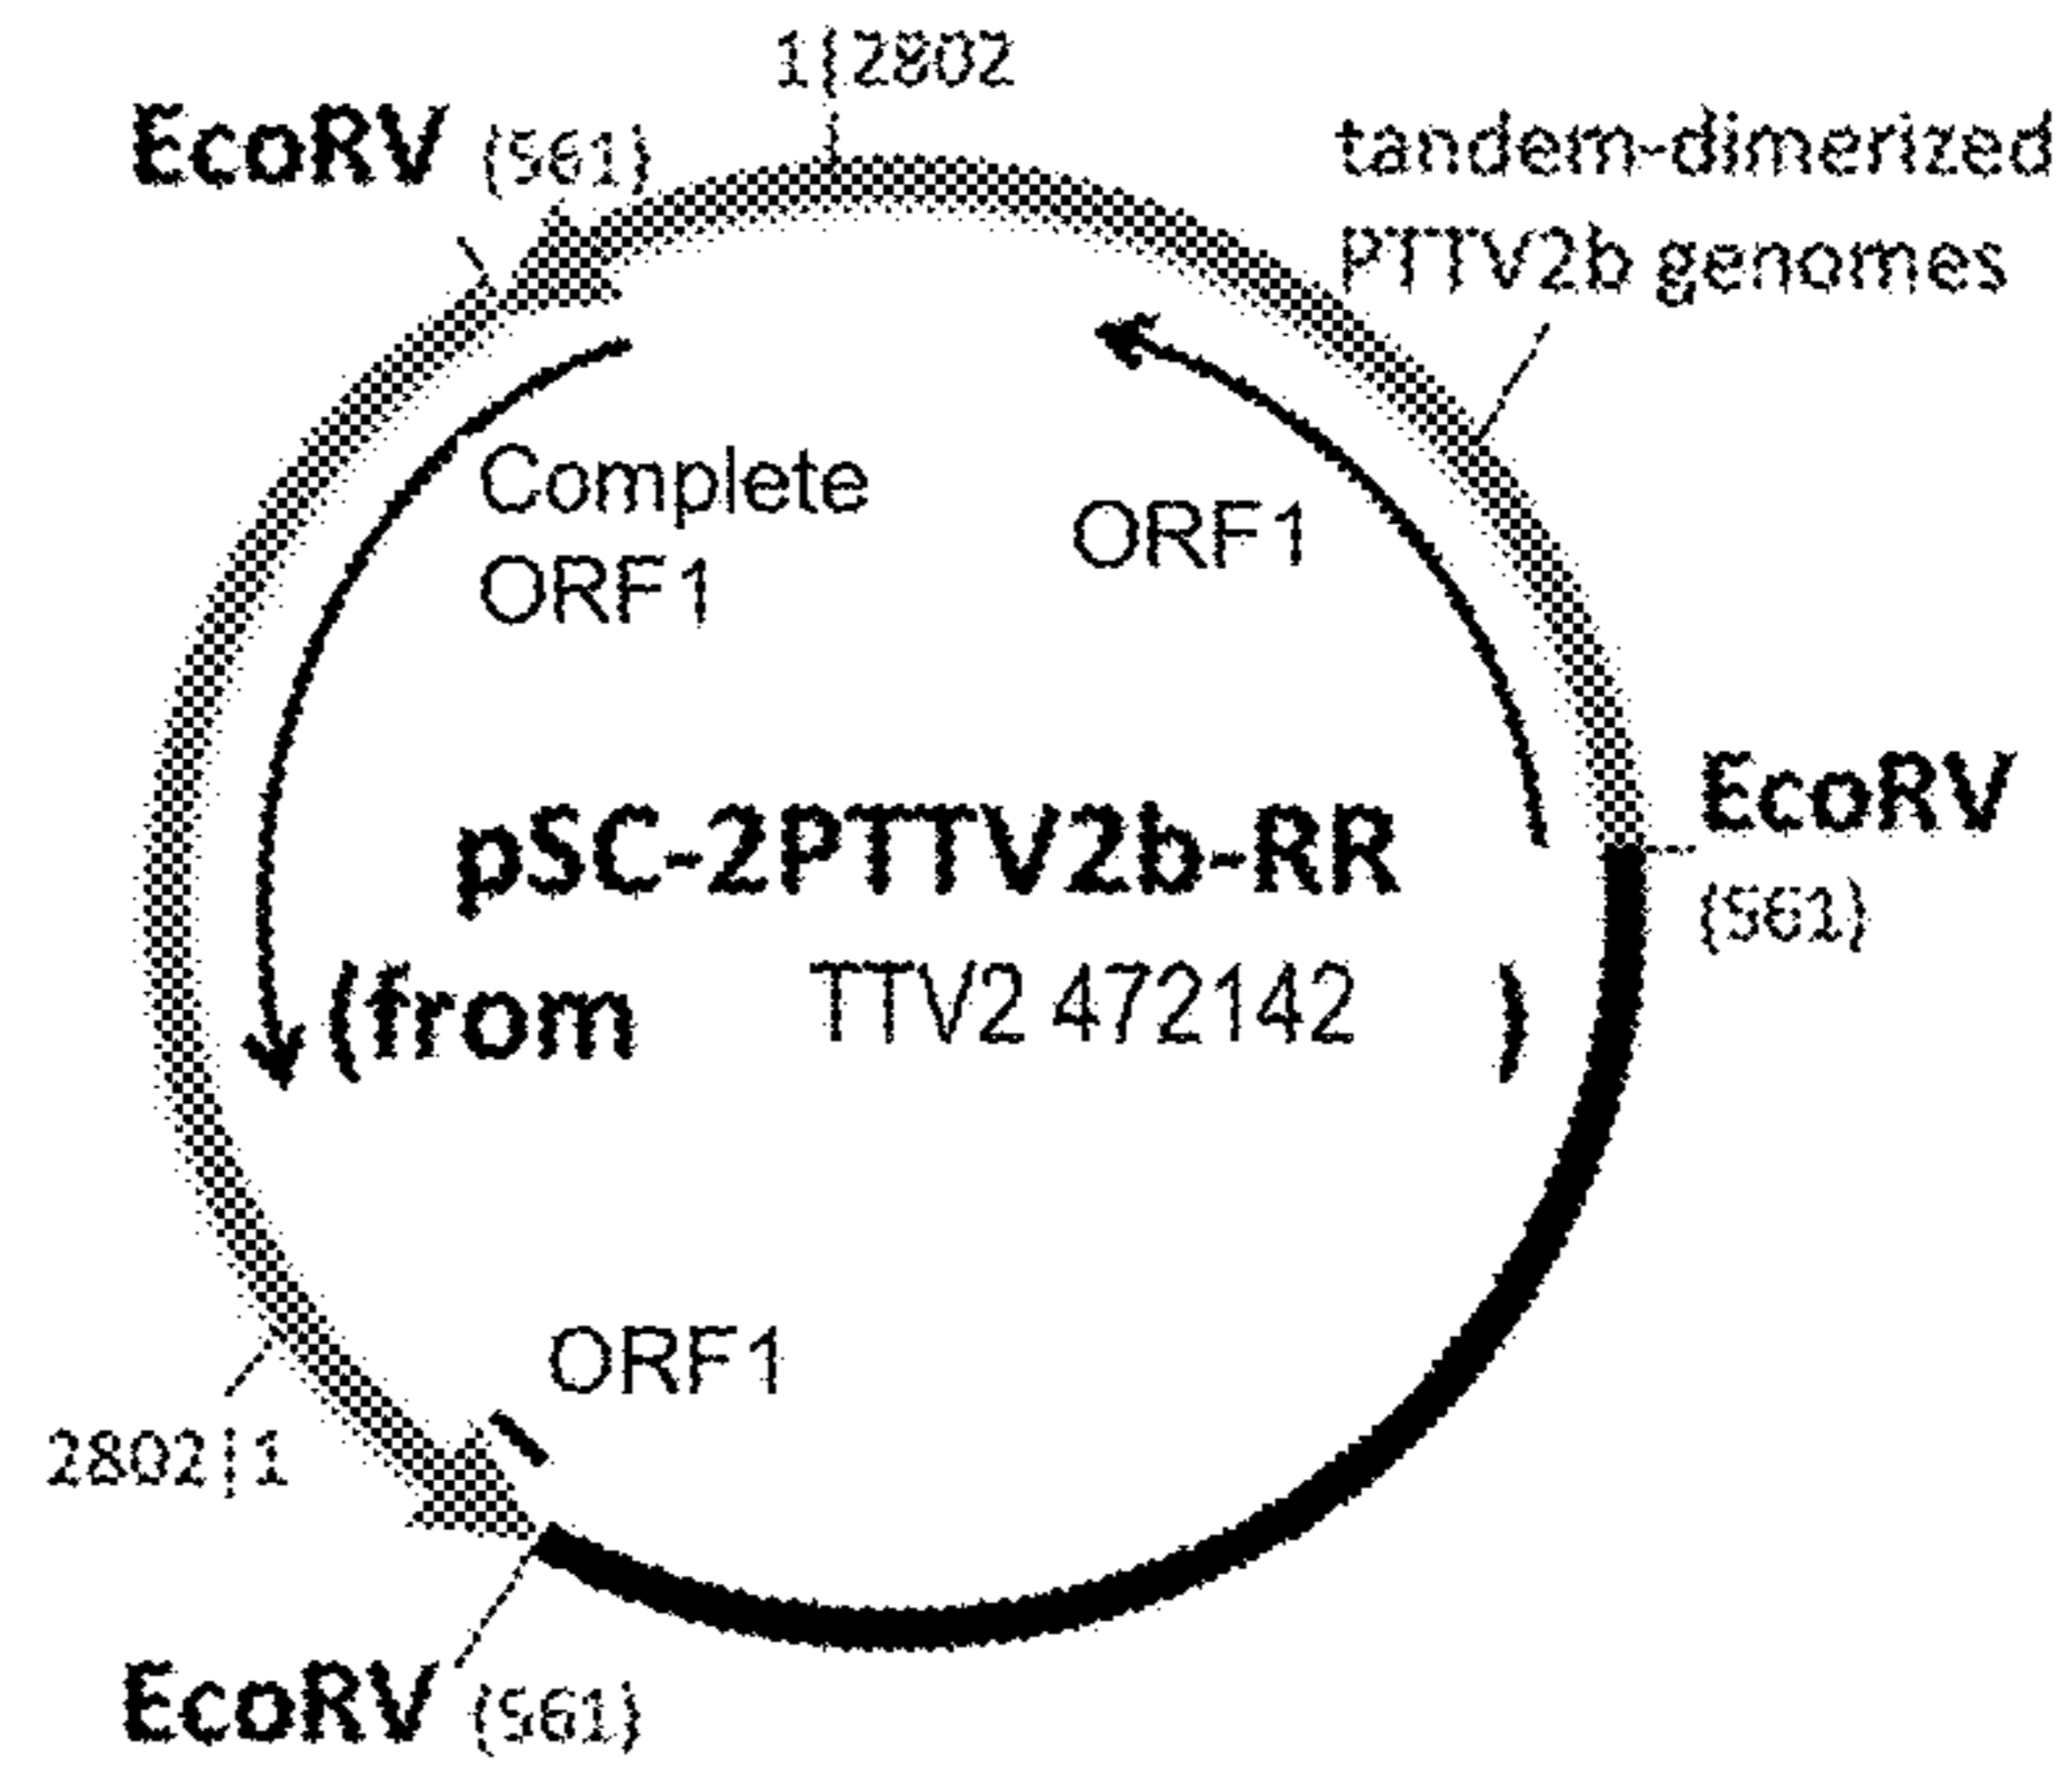 1|2802
EcoRV (561)
tandem-dimerized
PTTV2b genomes
Complete
ORF1
ORF1
EcoRV
(561)
pSC-2PTTV2b-RR
(from TTV2 472142 )
ORF1
2802|1
EcoRV (561)